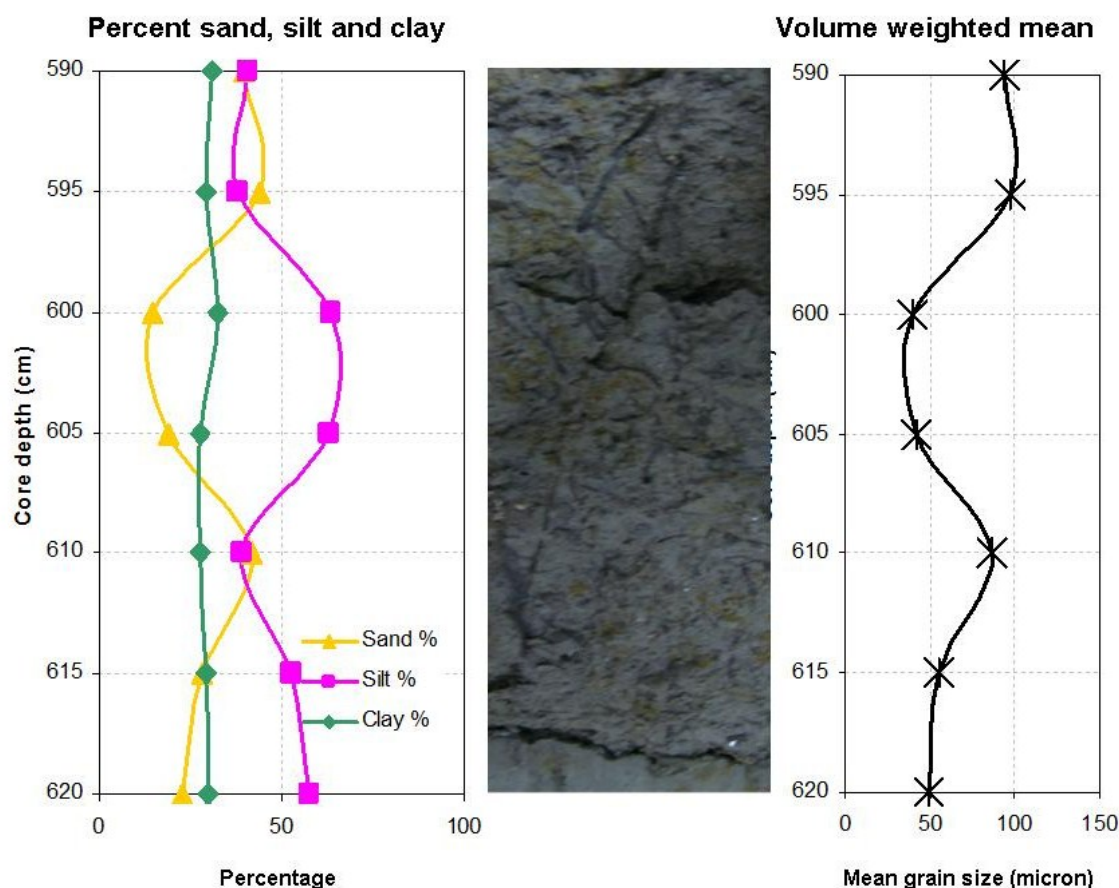 Percent sand, silt and clay
590
595
600
605
610
615
620
Core depth (cm)
0
50
100
Percentage
Sand %
Silt %
Clay %
Volume weighted mean
590
595
600
605
610
615
620
0
50
100
150
Mean grain size (micron)